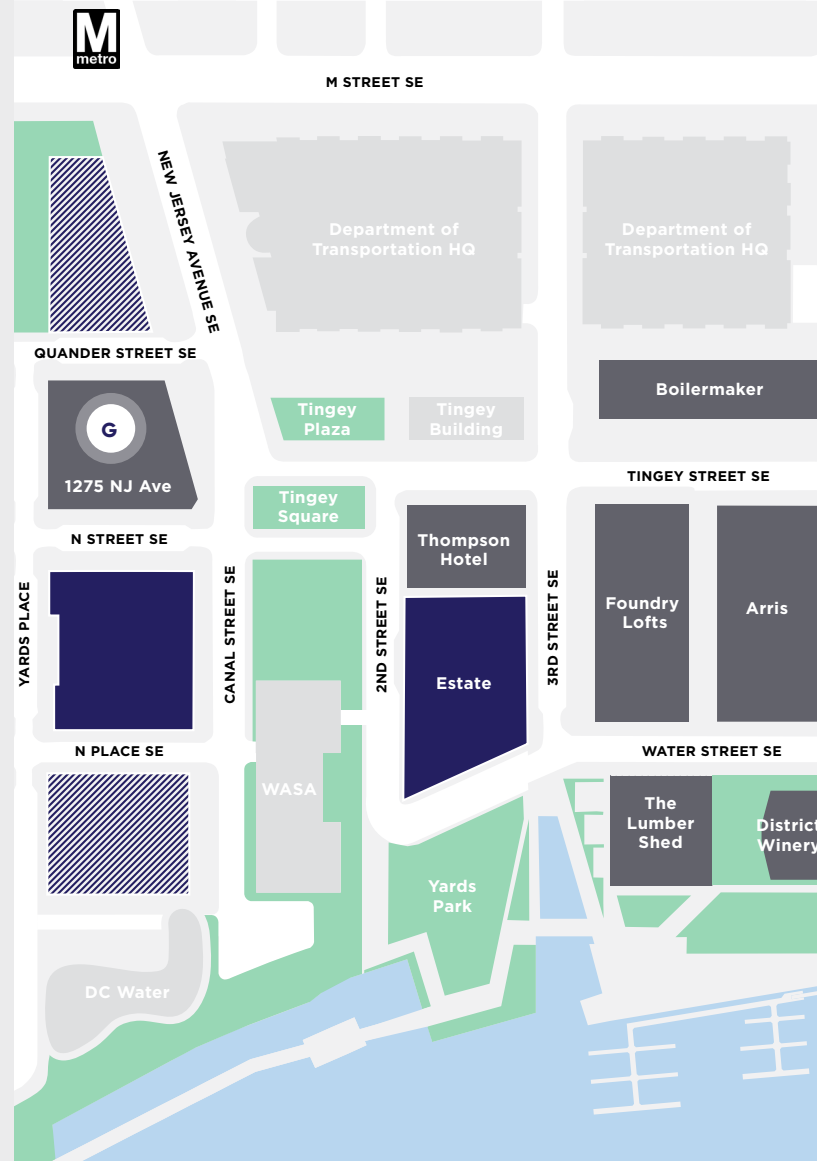 M
metro
M STREET SE
NEW JERSEY AVENUE SE
Department of
Transportation HQ
Department of
Transportation HQ
QUANDER STREET SE
Boilermaker
Tingey
Plaza
Tingey
Building
G
1275 NJ Ave
TINGEY STREET SE
Tingey
Square
N STREET SE
Thompson
Hotel
YARDS PLACE
CANAL STREET SE
2ND STREET SE
3RD STREET SE
Foundry
Lofts
Arris
Estate
N PLACE SE
WATER STREET SE
WASA
The
Lumber
Shed
District
Winery
Yards
Park
DC Water